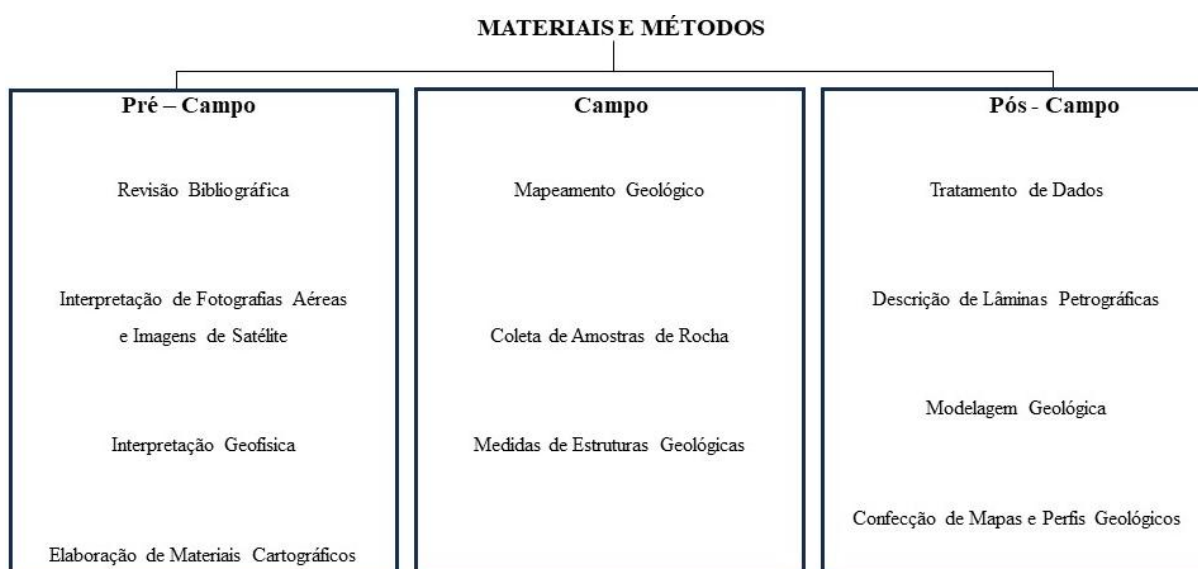 MATERIAIS E MÉTODOS
Pré – Campo
Revisão Bibliográfica
Interpretação de Fotografias Aéreas
e Imagens de Satélite
Interpretação Geofisica
Elaboração de Materiais Cartográficos
Campo
Mapeamento Geológico
Coleta de Amostras de Rocha
Medidas de Estruturas Geológicas
Pós - Campo
Tratamento de Dados
Descrição de Lâminas Petrográficas
Modelagem Geológica
Confecção de Mapas e Perfis Geológicos